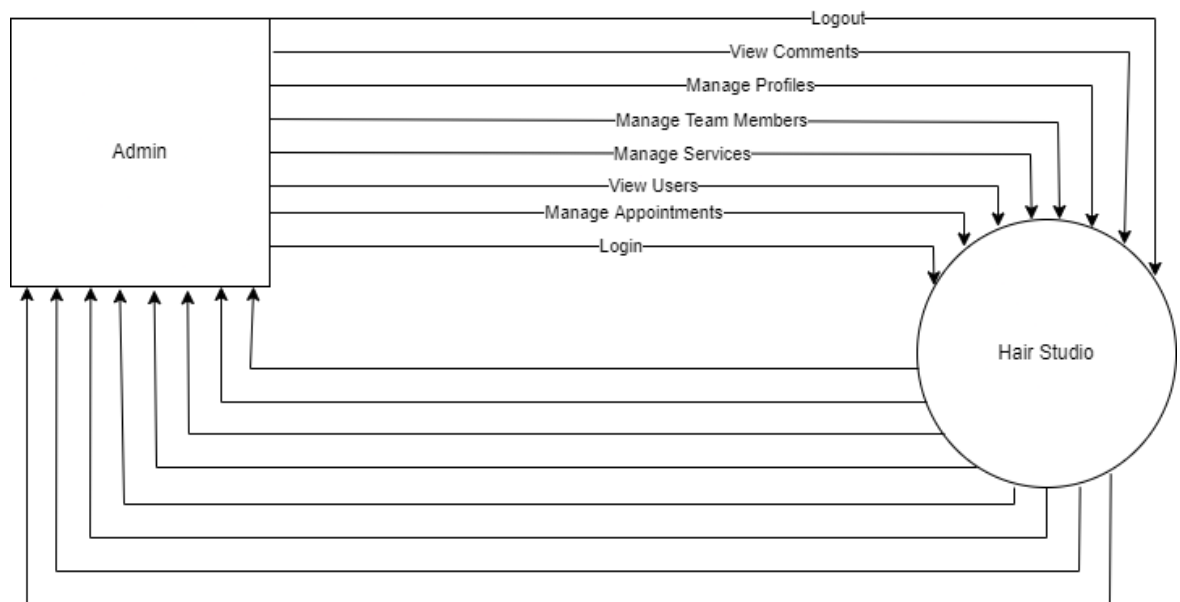 Logout
View Comments
Manage Profiles
Manage Team Members
Admin
Manage Services
View Users
Manage Appointments
Login
Hair Studio